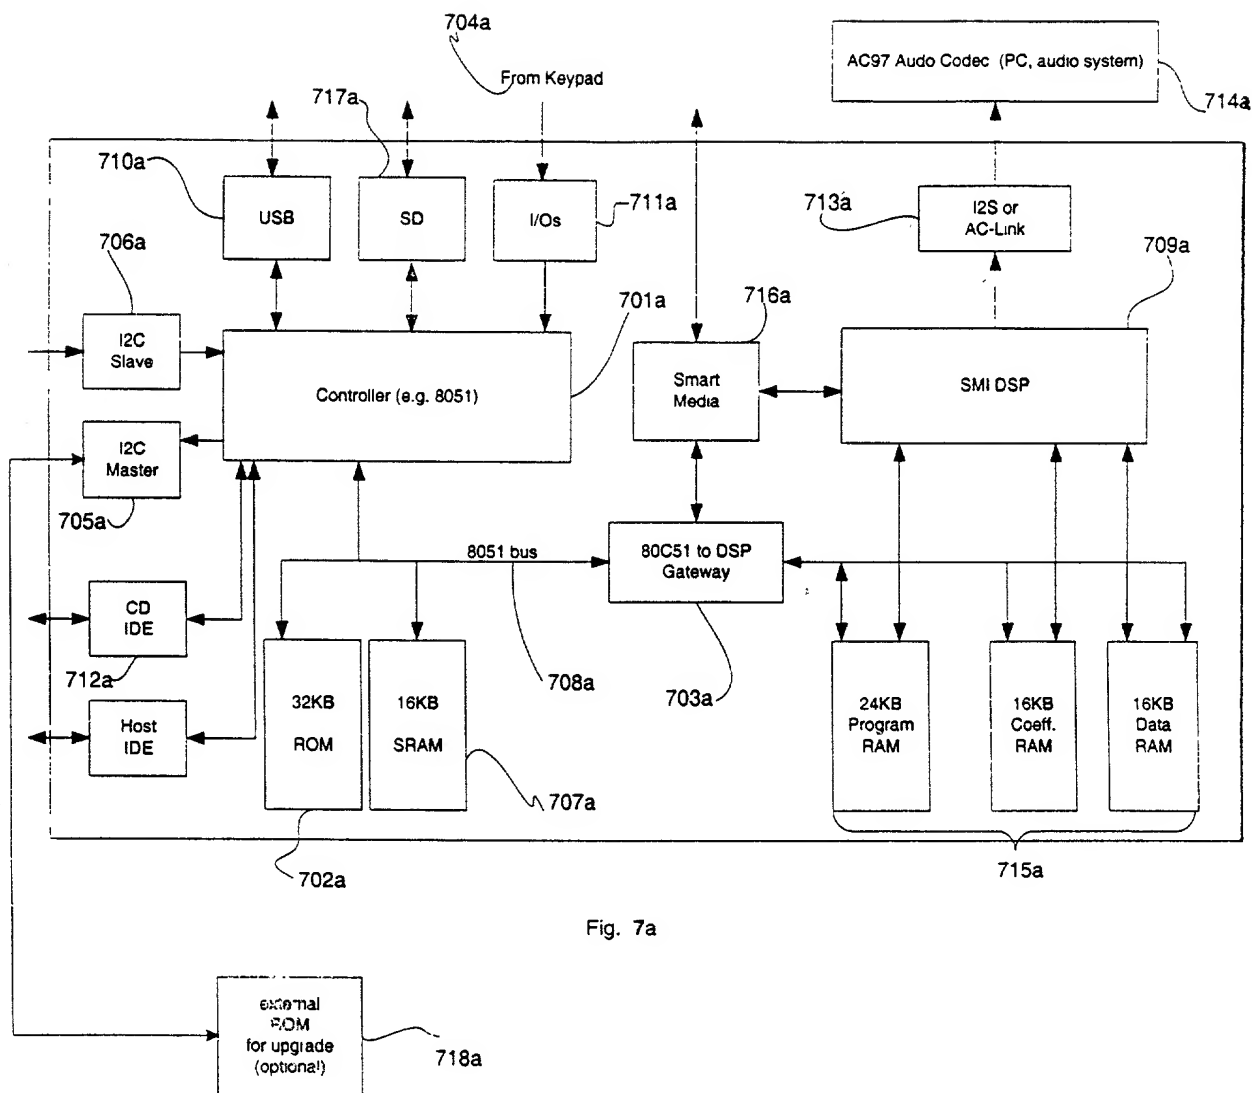 704a
From Keypad
AC97 Audo Codec (PC, audio system)
714a
717a
710a
USB
SD
I/Os
711a
713a
I2S or
AC-Link
709a
706a
I2C
Slave
701a
716a
Controller (e.g. 8051)
Smart
Media
SMI DSP
I2C
Master
705a
8051 bus
80C51 to DSP
Gateway
CD
IDE
712a
708a
703a
Host
IDE
32KB
ROM
16KB
SRAM
24KB
Program
RAM
16KB
Coeff.
RAM
16KB
Data
RAM
707a
702a
715a
Fig. 7a
external
ROM
for upgrade
(optional)
718a